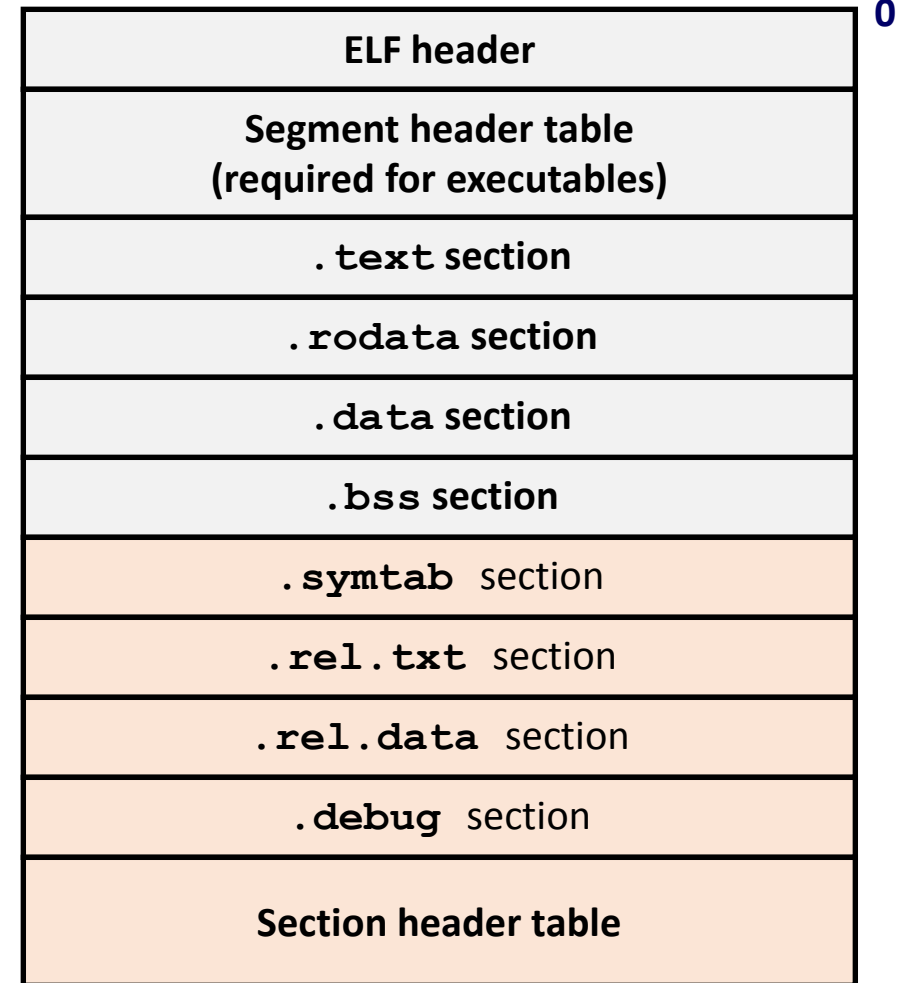 0
ELF header
Segment header table
(required for executables)
.text section
.rodata section
.data section
.bss section
.symtab section
.rel.txt section
.rel.data section
.debug section
Section header table